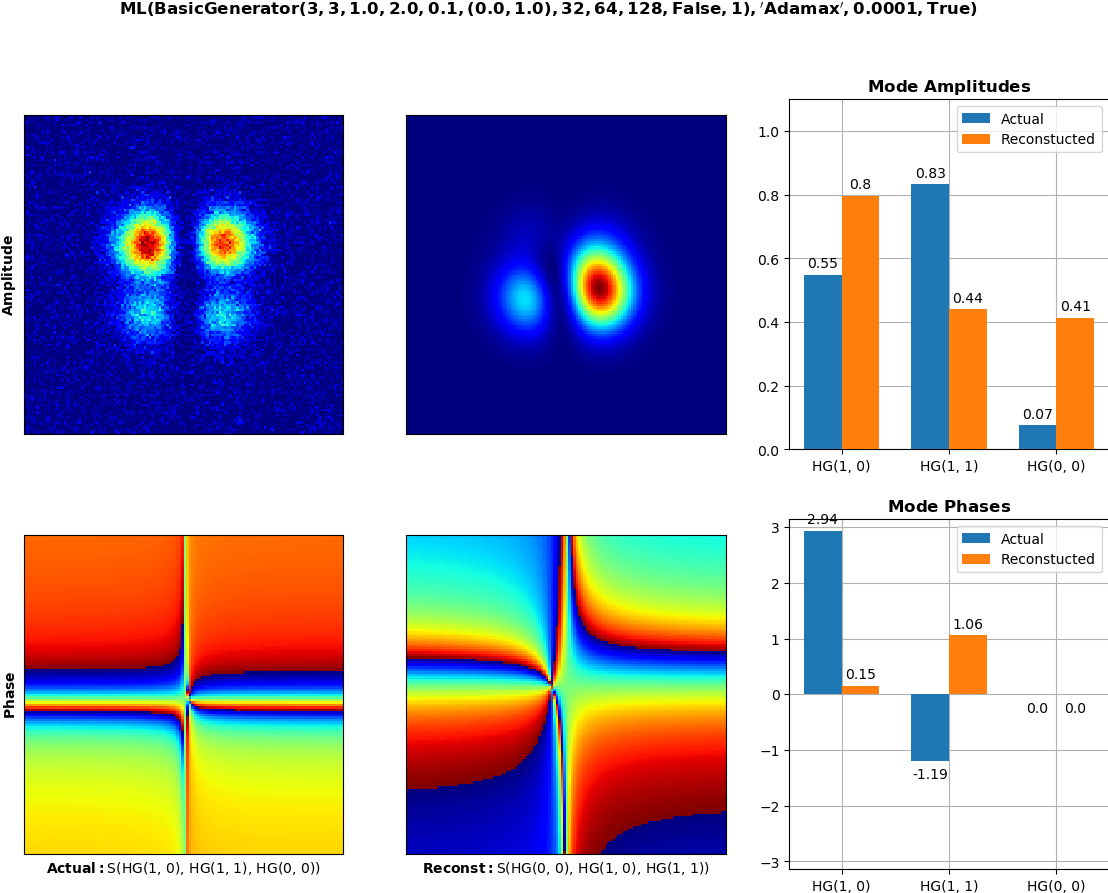 ML(BasicGenerator(3, 3, 1.0, 2.0, 0.1, (0.0, 1.0), 32, 64, 128, False, 1), ′Adamax′, 0.0001, True)
Amplitude
Mode Amplitudes
Actual
Reconstucted
1.0
0.8
0.6
0.4
0.2
0.0
0.55
0.8
0.83
0.44
0.07
0.41
HG(1, 0)
HG(1, 1)
HG(0, 0)
Phase
Actual: S(HG(1, 0), HG(1, 1), HG(0, 0))
Reconst: S(HG(0, 0), HG(1, 0), HG(1, 1))
Mode Phases
Actual
Reconstucted
3
2
1
0
−1
−2
−3
2.94
0.15
-1.19
1.06
0.0
0.0
HG(1, 0)
HG(1, 1)
HG(0, 0)